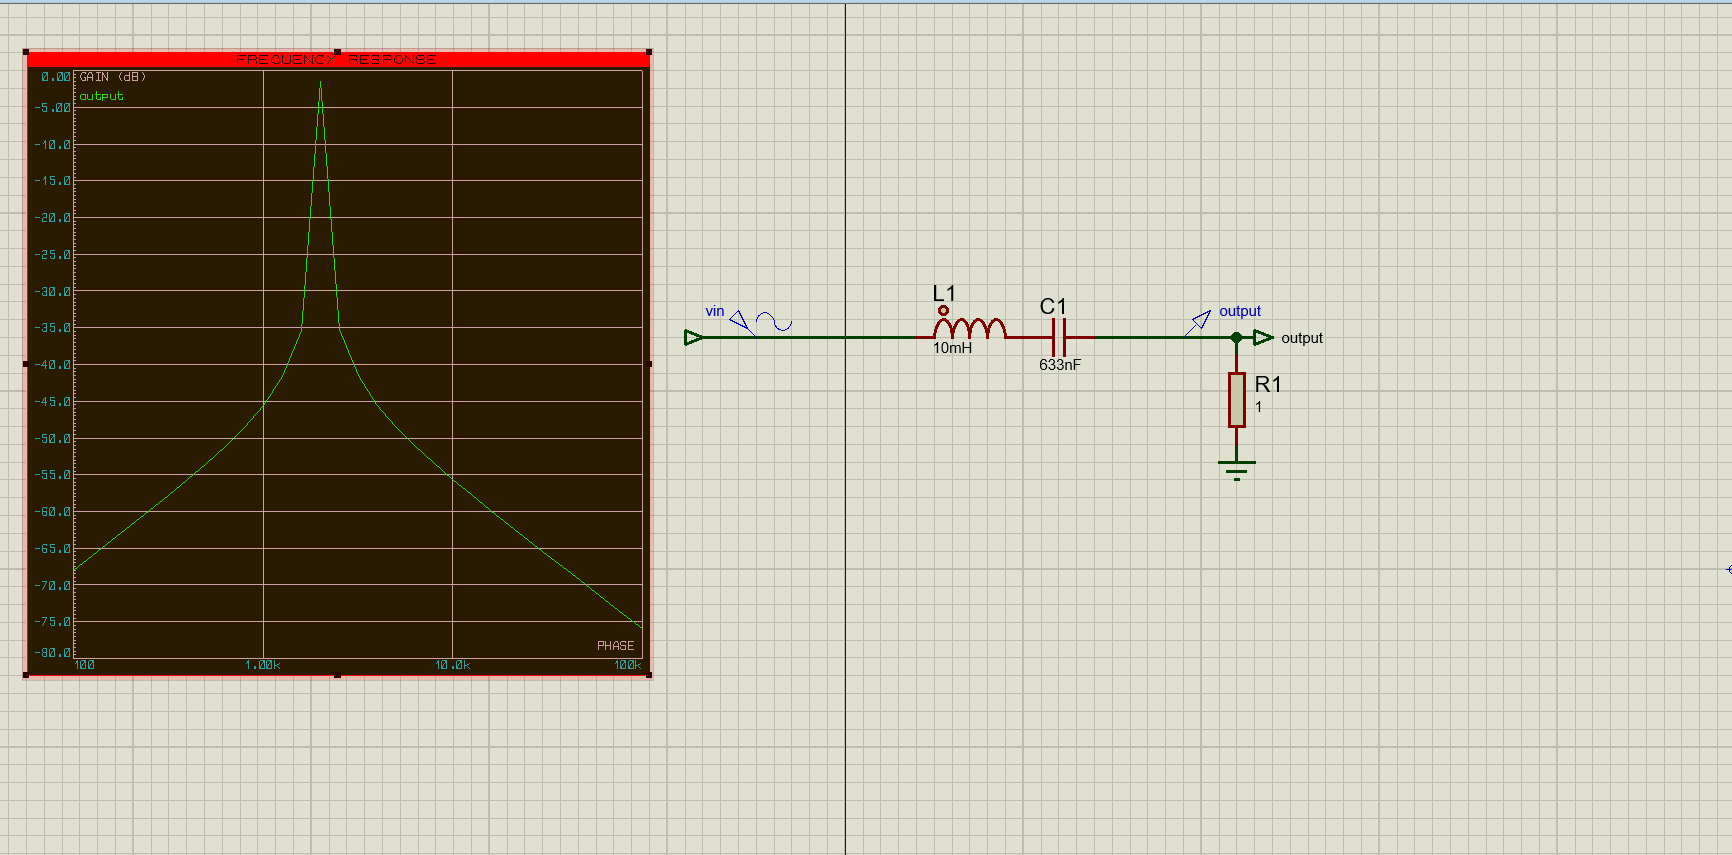 FREQUENCY RESPONSE
GAIN (dB)
output
0.00
-5.00
-10.0
-15.0
-20.0
-25.0
-30.0
-35.0
-40.0
-45.0
-50.0
-55.0
-60.0
-65.0
-70.0
-75.0
-80.0
PHASE
100
1.00k
10.0k
100k
vin
L1
10mH
C1
633nF
output
output
R1
1